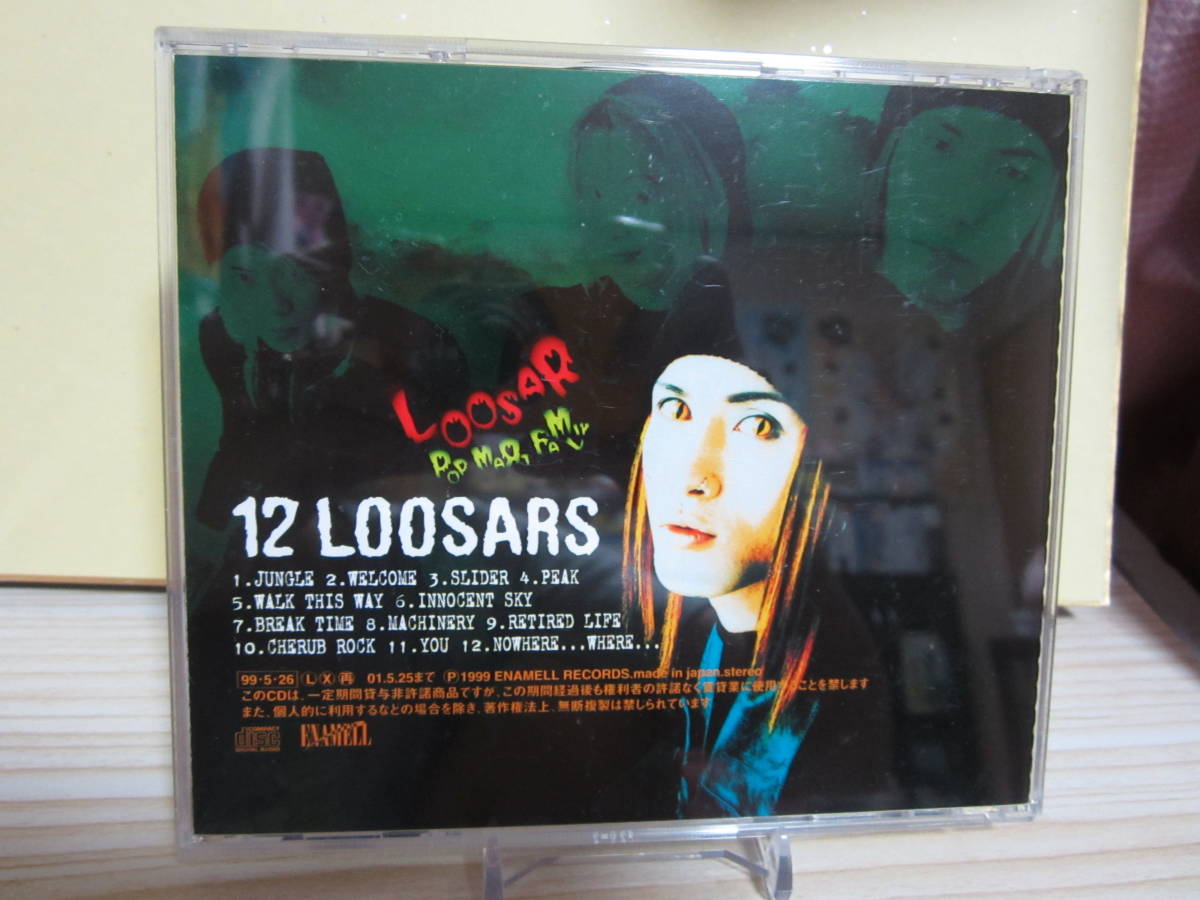 LOOSAR
POP MART FAMILY
12 LOOSARS
1.JUNGLE 2.WELCOME 3.SLIDER 4.PEAK
5.WALK THIS WAY 6.INNOCENT SKY
7.BREAK TIME 8.MACHINERY 9.RETIRED LIFE
10.CHERUB ROCK 11.YOU 12.NOWHERE...WHERE...
99・5・26 Ⓛ Ⓧ 再 01.5.25まで Ⓟ1999 ENAMELL RECORDS.made in japan.stereo
このCDは、一定期間貸与非許諾商品ですが、この期間経過後も権利者の許諾なく賃貸業に使用することを禁じます
また、個人的に利用するなどの場合を除き、著作権法上、無断複製は禁じられています
COMPACT disc DIGITAL AUDIO ENAMELL